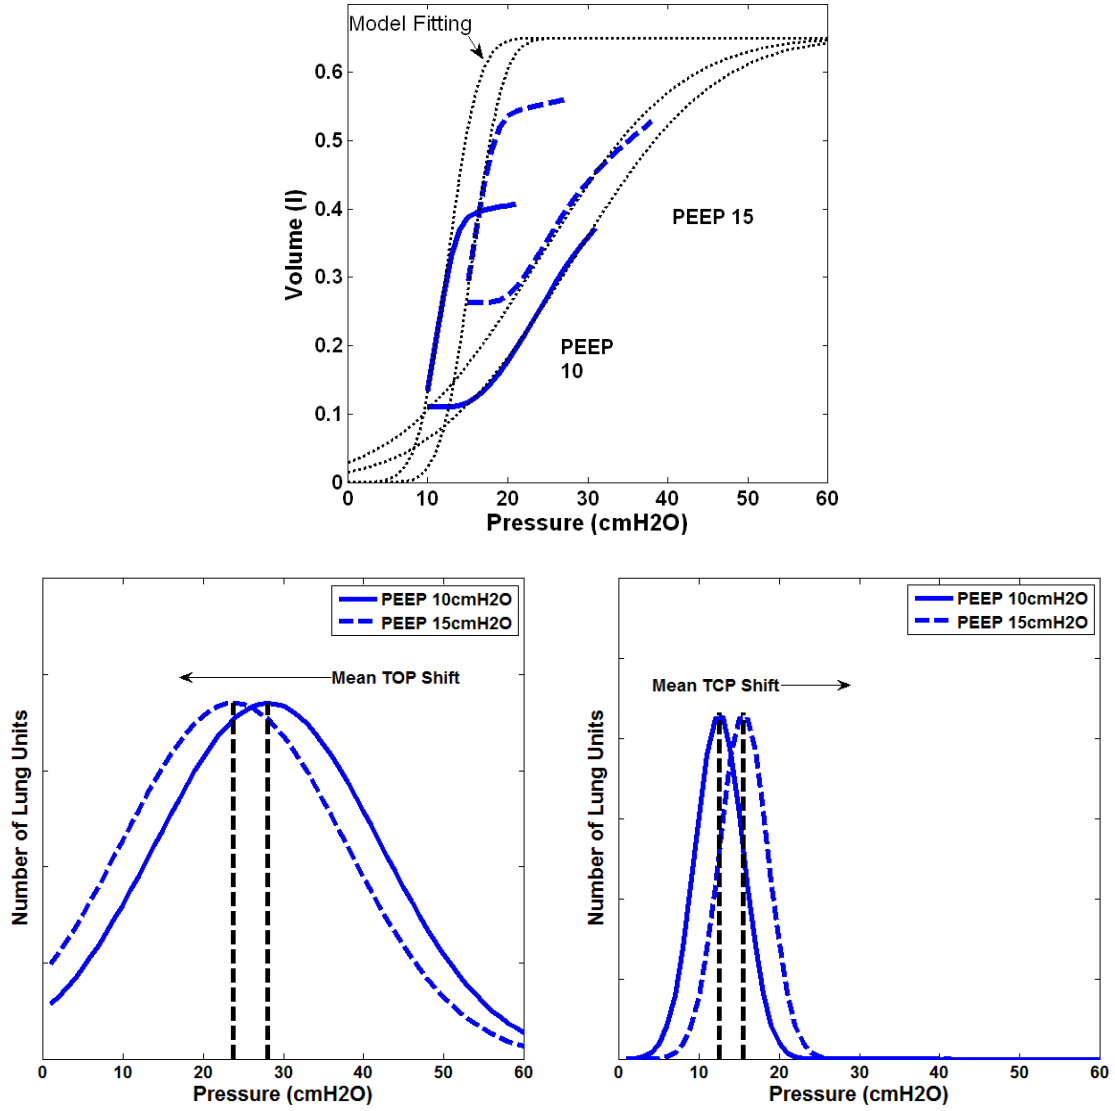 Model Fitting
0.6
0.5
0.4
0.3
0.2
0.1
0
Volume (l)
PEEP 15
PEEP
10
0 10 20 30 40 50 60
Pressure (cmH2O)
PEEP 10cmH2O
PEEP 15cmH2O
Mean TOP Shift
Number of Lung Units
0 10 20 30 40 50 60
Pressure (cmH2O)
PEEP 10cmH2O
PEEP 15cmH2O
Mean TCP Shift
Number of Lung Units
0 10 20 30 40 50 60
Pressure (cmH2O)